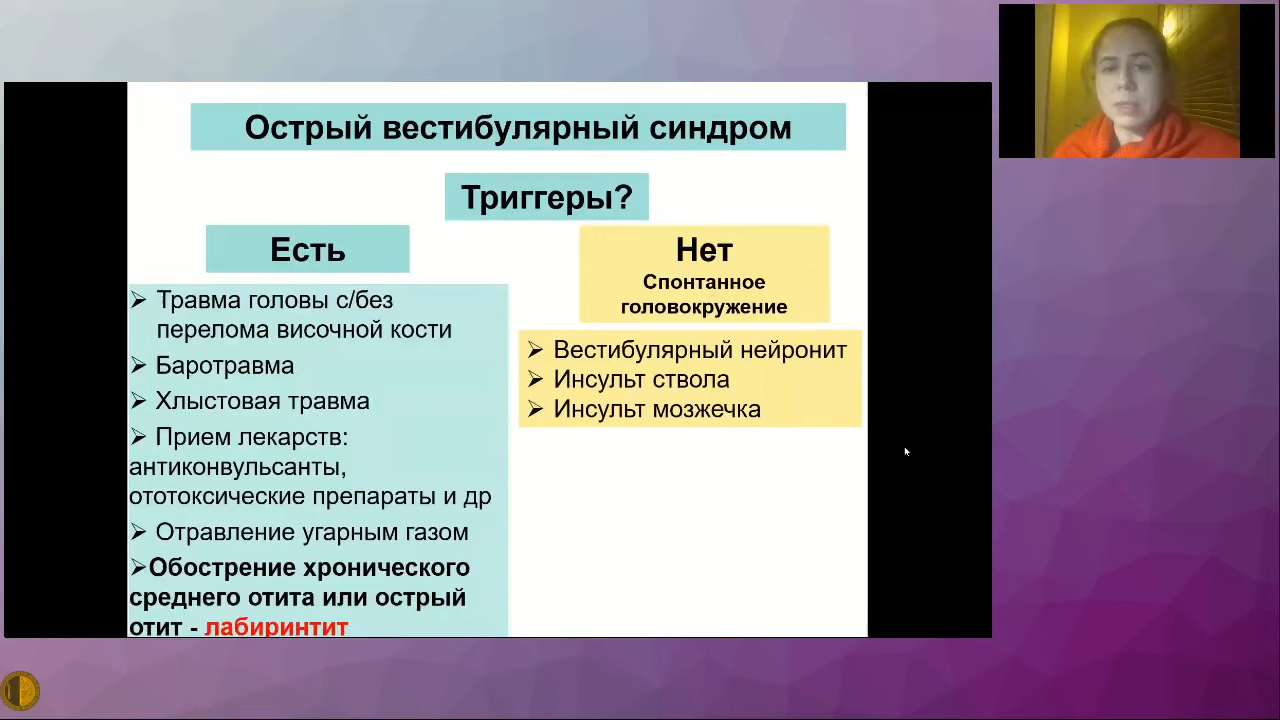 Острый вестибулярный синдром
Триггеры?
Есть
➢ Травма головы с/без
перелома височной кости
➢ Баротравма
➢ Хлыстовая травма
➢ Прием лекарств:
антиконвульсанты,
ототоксические препараты и др
➢ Отравление угарным газом
➢Обострение хронического
среднего отита или острый
отит - лабиринтит
Нет
Спонтанное
головокружение
➢ Вестибулярный нейронит
➢ Инсульт ствола
➢ Инсульт мозжечка